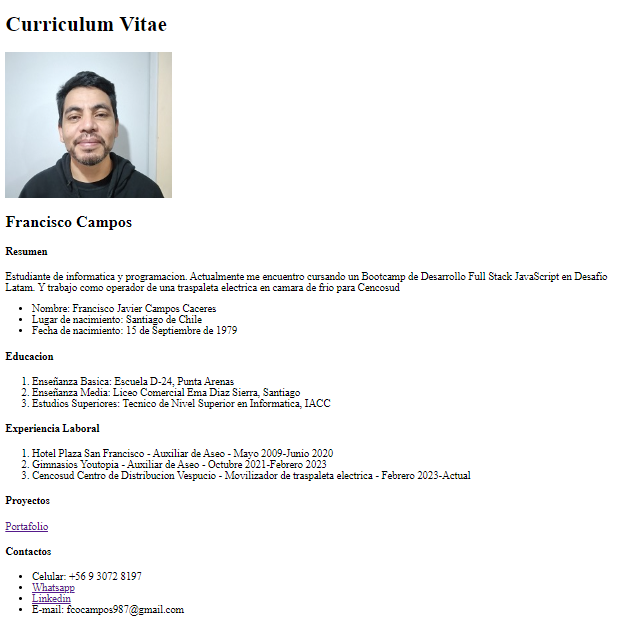 Curriculum Vitae
Francisco Campos
Resumen
Estudiante de informatica y programacion. Actualmente me encuentro cursando un Bootcamp de Desarrollo Full Stack JavaScript en Desafio
Latam. Y trabajo como operador de una traspaleta electrica en camara de frio para Cencosud
• Nombre: Francisco Javier Campos Caceres
• Lugar de nacimiento: Santiago de Chile
• Fecha de nacimiento: 15 de Septiembre de 1979
Educacion
1. Enseñanza Basica: Escuela D-24, Punta Arenas
2. Enseñanza Media: Liceo Comercial Ema Diaz Sierra, Santiago
3. Estudios Superiores: Tecnico de Nivel Superior en Informatica, IACC
Experiencia Laboral
1. Hotel Plaza San Francisco - Auxiliar de Aseo - Mayo 2009-Junio 2020
2. Gimnasios Youtopia - Auxiliar de Aseo - Octubre 2021-Febrero 2023
3. Cencosud Centro de Distribucion Vespucio - Movilizador de traspaleta electrica - Febrero 2023-Actual
Proyectos
Portafolio
Contactos
• Celular: +56 9 3072 8197
• Whatsapp
• Linkedin
• E-mail: fcocampos987@gmail.com